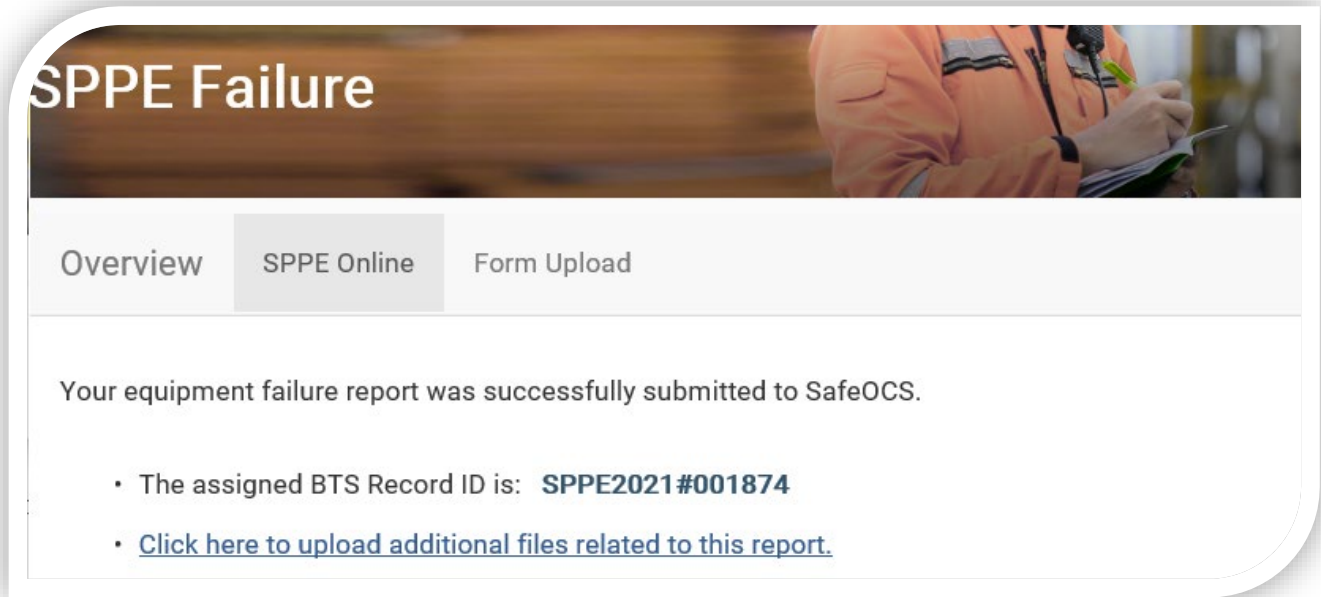 SPPE Failure
Overview SPPE Online Form Upload
Your equipment failure report was successfully submitted to SafeOCS.
• The assigned BTS Record ID is: SPPE2021#001874
• Click here to upload additional files related to this report.